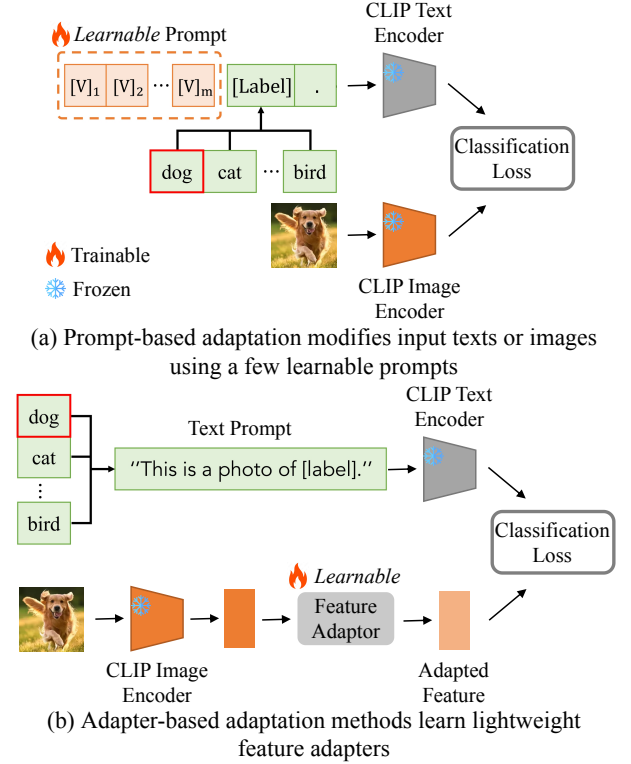 Learnable Prompt
CLIP Text
Encoder
[V]1 [V]2 ··· [V]m [Label] .
Classification
Loss
dog cat ··· bird
Trainable
Frozen
CLIP Image
Encoder
(a) Prompt-based adaptation modifies input texts or images
using a few learnable prompts
CLIP Text
Encoder
dog
cat
⋮
bird
Text Prompt
"This is a photo of [label]."
Classification
Loss
Learnable
Feature
Adaptor
CLIP Image
Encoder
Adapted
Feature
(b) Adapter-based adaptation methods learn lightweight
feature adapters